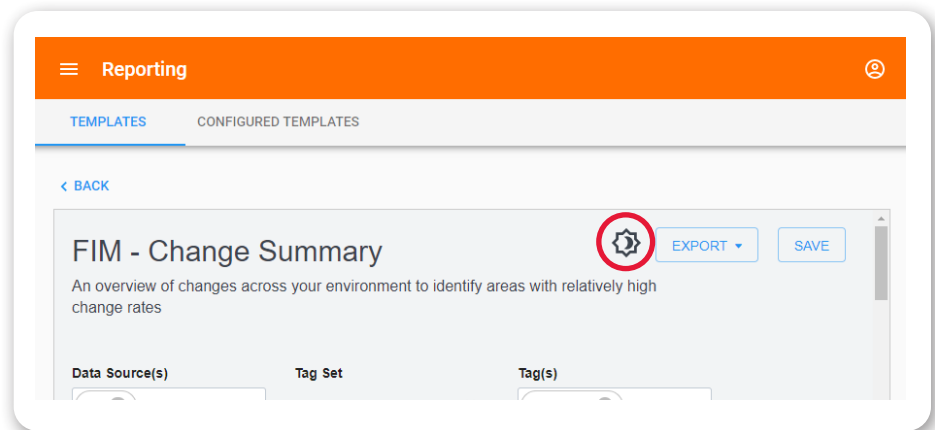 Reporting
TEMPLATES
CONFIGURED TEMPLATES
BACK
FIM - Change Summary
EXPORT
SAVE
An overview of changes across your environment to identify areas with relatively high
change rates
Data Source(s)
Tag Set
Tag(s)